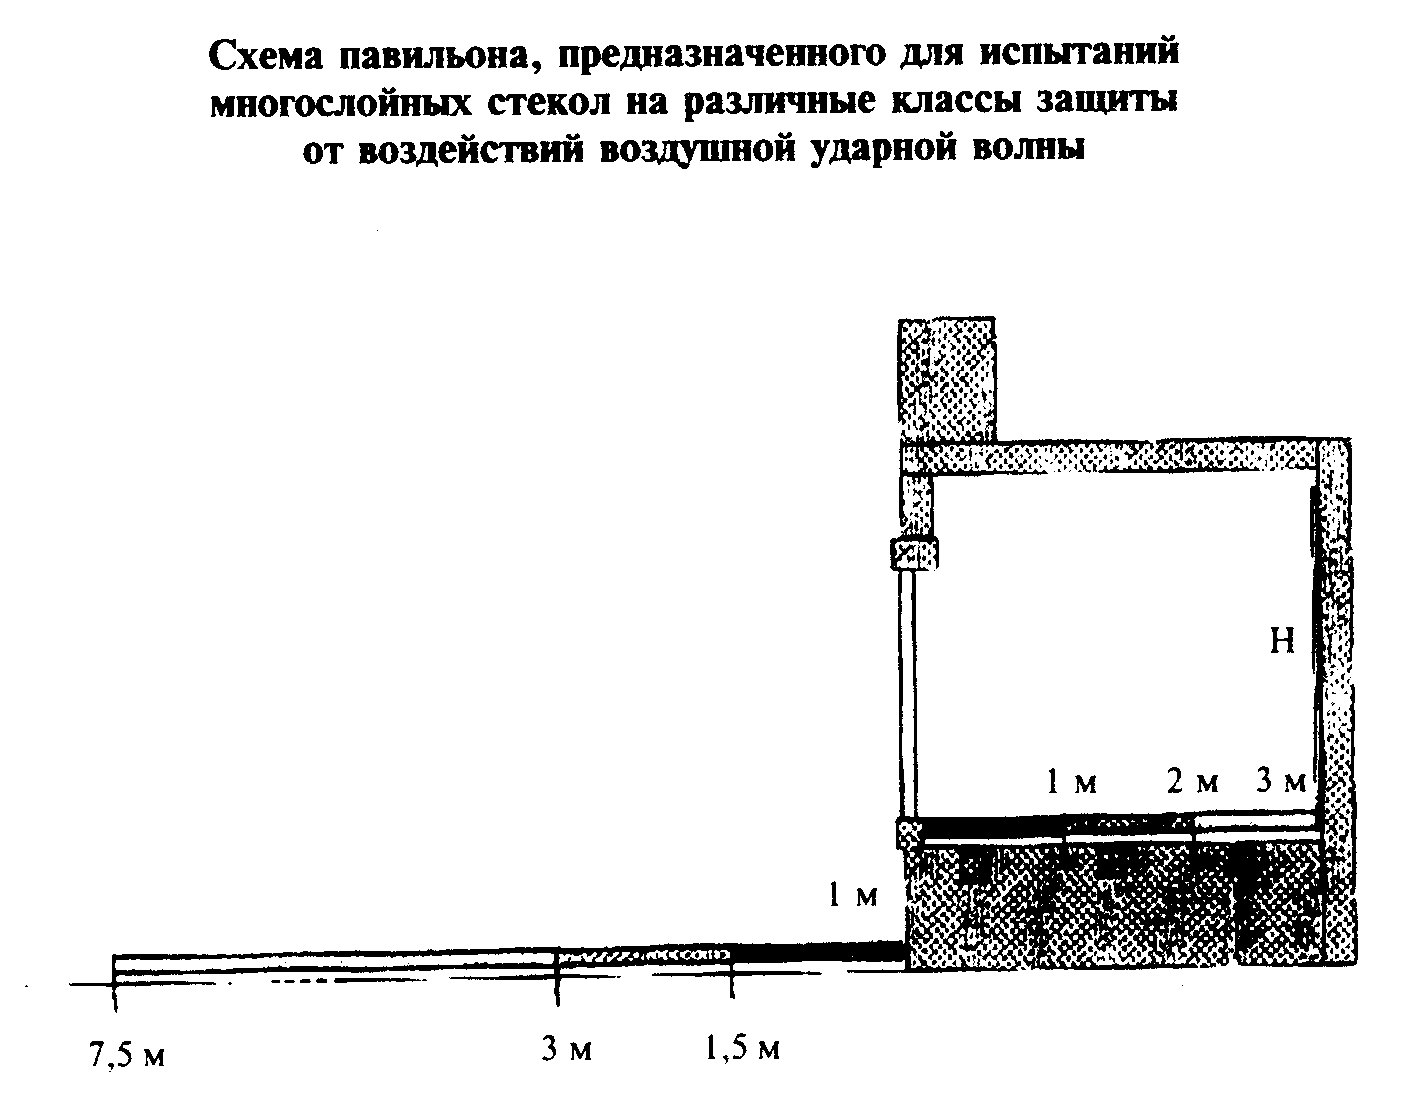 Схема павильона, предназначенного для испытаний
многослойных стекол на различные классы защиты
от воздействий воздушной ударной волны
Н
1 м 2 м 3 м
1 м
7,5 м 3 м 1,5 м